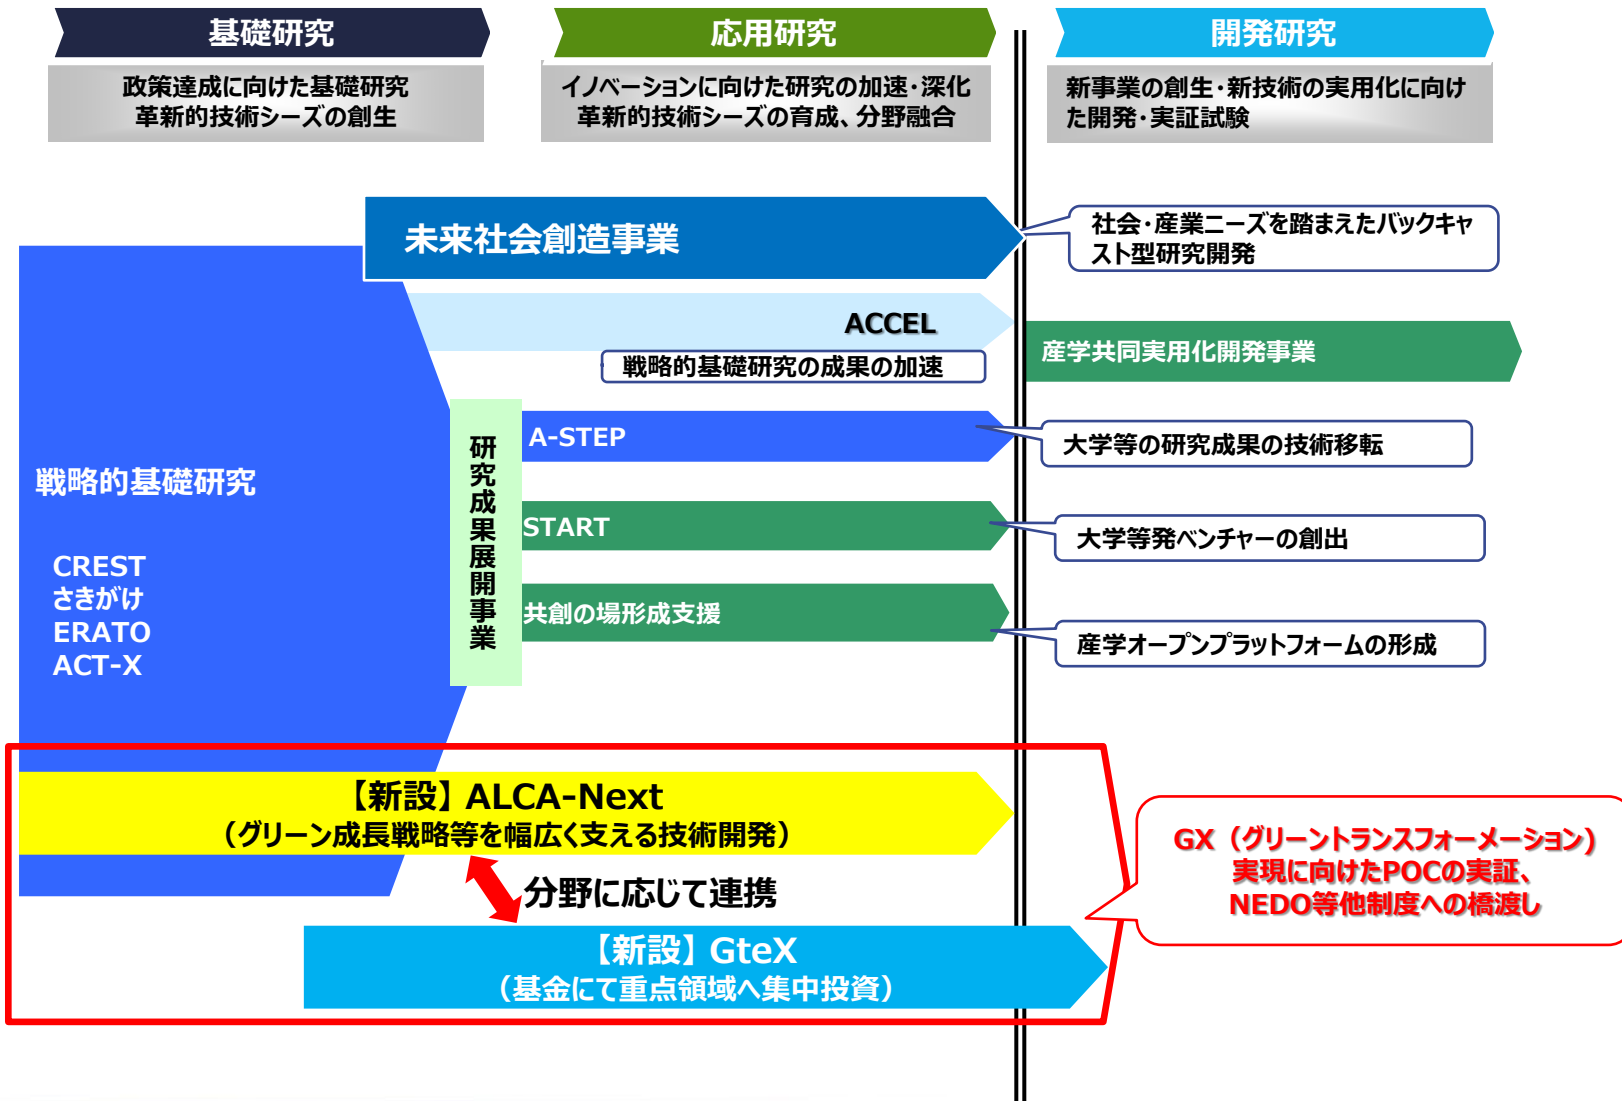 基礎研究
応用研究
開発研究
政策達成に向けた基礎研究
革新的技術シーズの創生
イノベーションに向けた研究の加速・深化
革新的技術シーズの育成、分野融合
新事業の創生・新技術の実用化に向け
た開発・実証試験
未来社会創造事業
社会・産業ニーズを踏まえたバックキャ
スト型研究開発
ACCEL
戦略的基礎研究の成果の加速
産学共同実用化開発事業
戦略的基礎研究
CREST
さきがけ
ERATO
ACT-X
研究成果展開事業
A-STEP
大学等の研究成果の技術移転
START
大学等発ベンチャーの創出
共創の場形成支援
産学オープンプラットフォームの形成
【新設】ALCA-Next
（グリーン成長戦略等を幅広く支える技術開発）
分野に応じて連携
【新設】GteX
（基金にて重点領域へ集中投資）
GX（グリーントランスフォーメーション)
実現に向けたPOCの実証、
NEDO等他制度への橋渡し